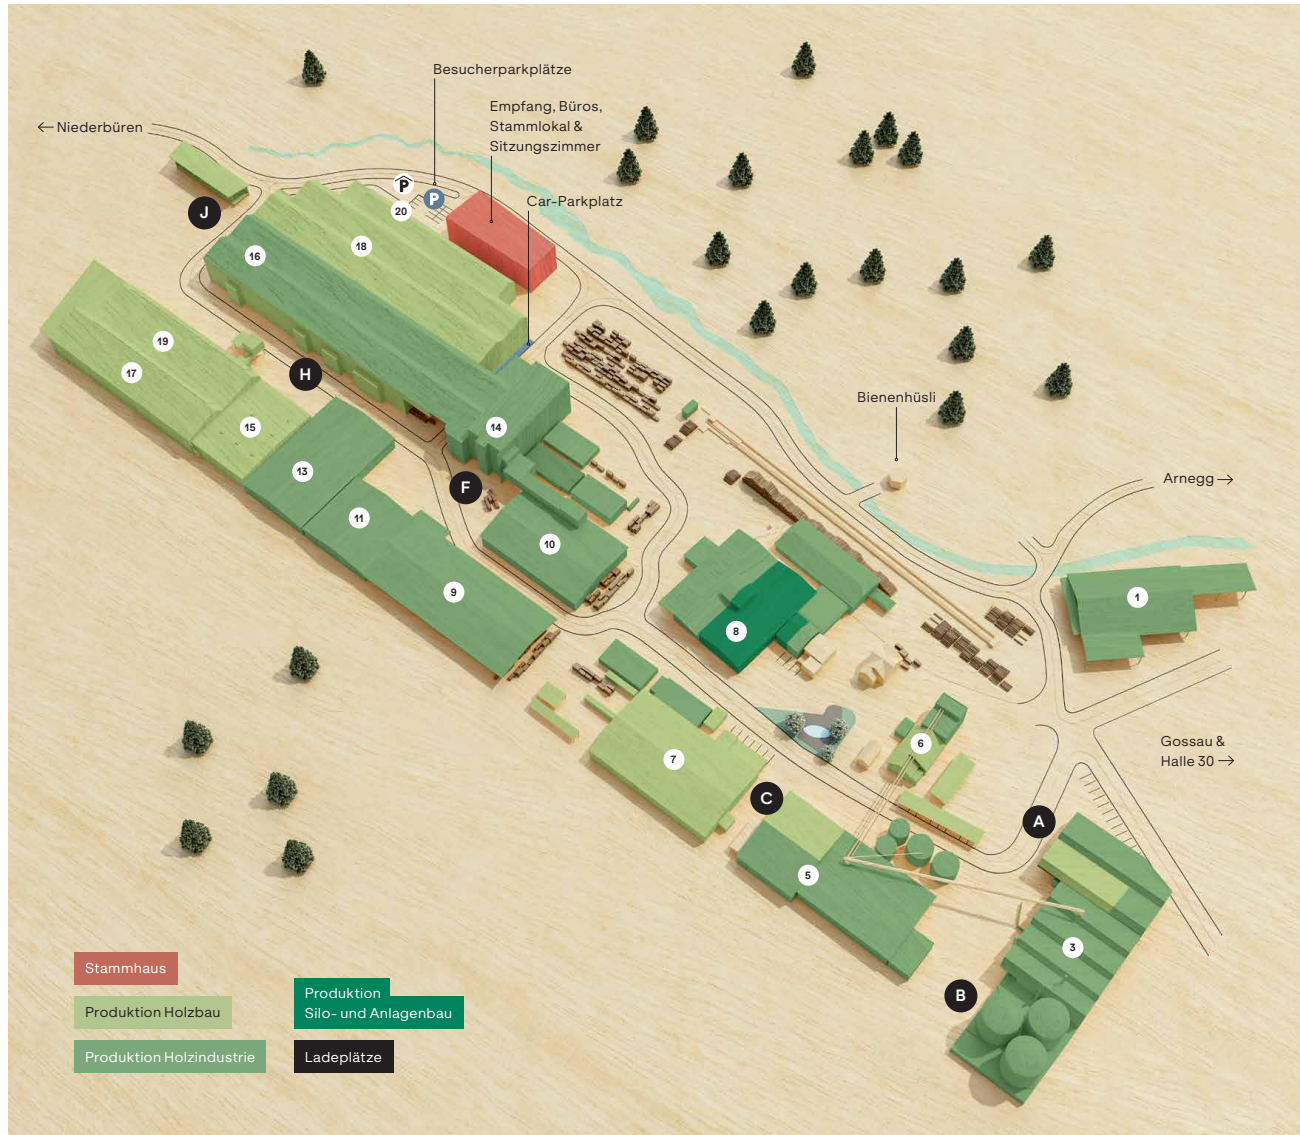 Besucherparkplätze
Empfang, Büros,
Stammlokal &
Sitzungszimmer
← Niederbüren
Car-Parkplatz
P
P
20
J
18
16
19
17
H
15
14
13
F
11
10
9
Bienenhüsli
Arnegg →
1
8
Gossau &
Halle 30 →
6
7
C
A
5
3
B
Stammhaus
Produktion Holzbau
Produktion Holzindustrie
Produktion
Silo- und Anlagenbau
Ladeplätze